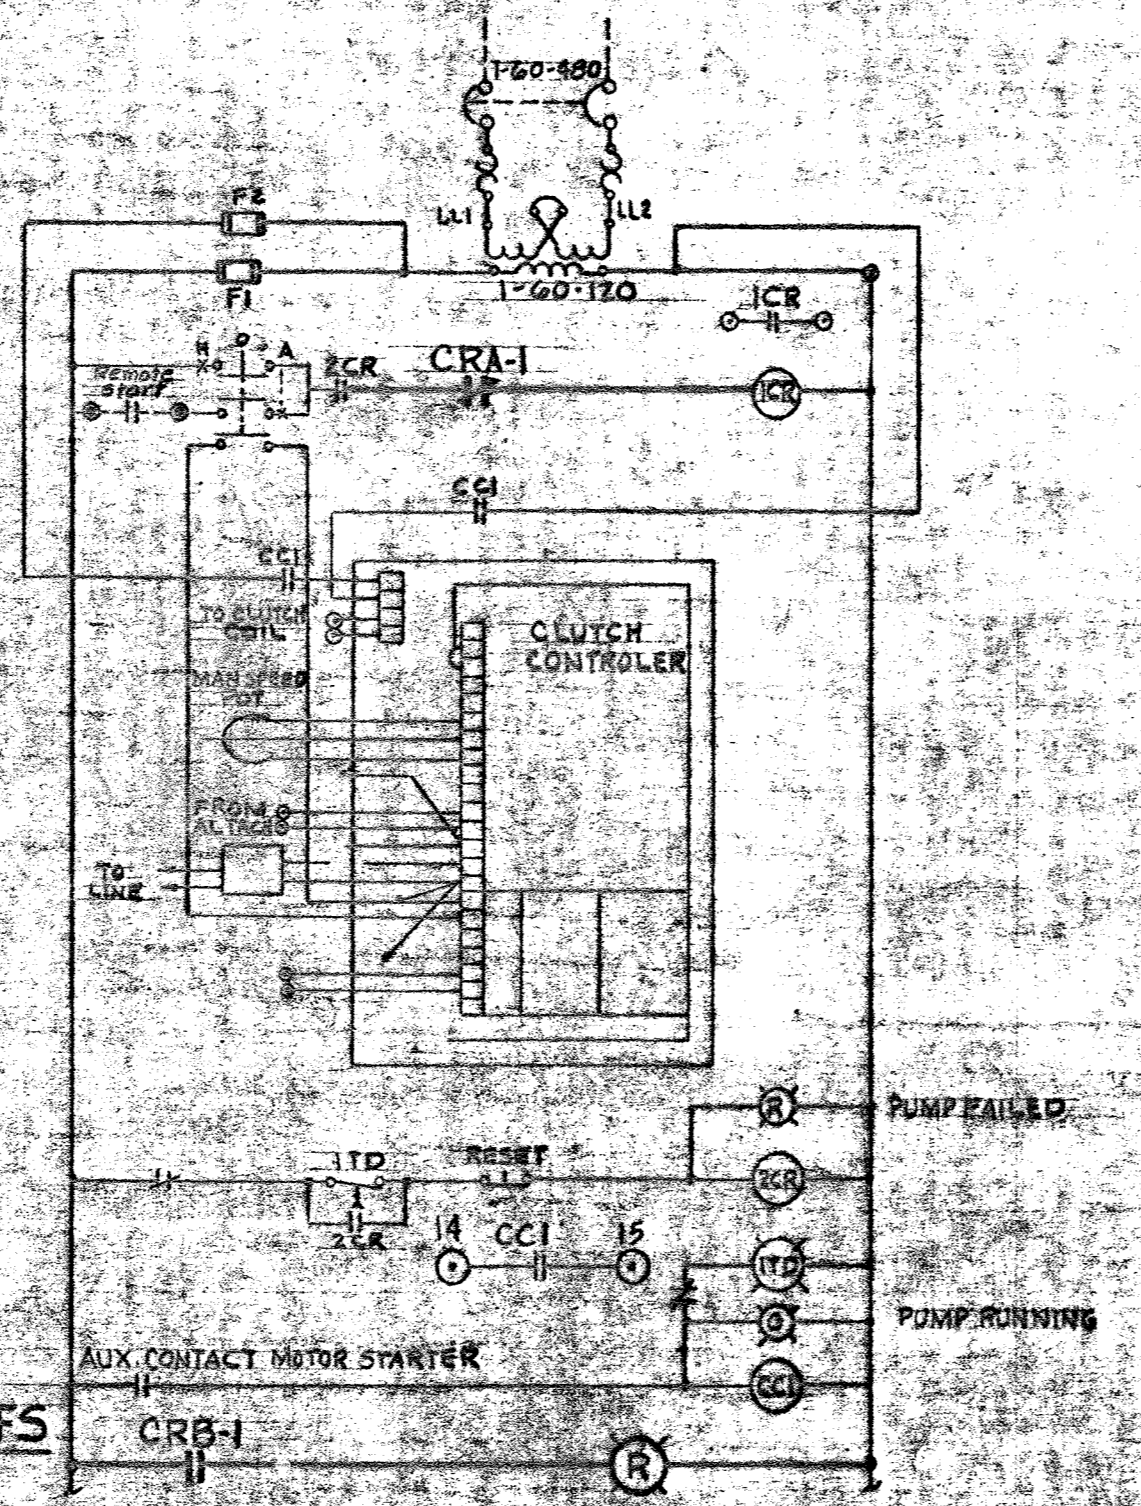 1-60-480
F2
LL1
LL2
F1
1-60-120
1CR
H
O
A
REMOTE
START
2CR
CRA-1
1CR
CC1
CC1
TO CLUTCH
COIL
CLUTCH
CONTROLER
MAN SPEED
POT
FROM
TO
LINE
R
PUMP FAILED
1TD
RESET
2CR
2CR
14
CC1
15
1TD
G
PUMP RUNNING
AUX. CONTACT MOTOR STARTER
CC1
FS
CRB-1
R